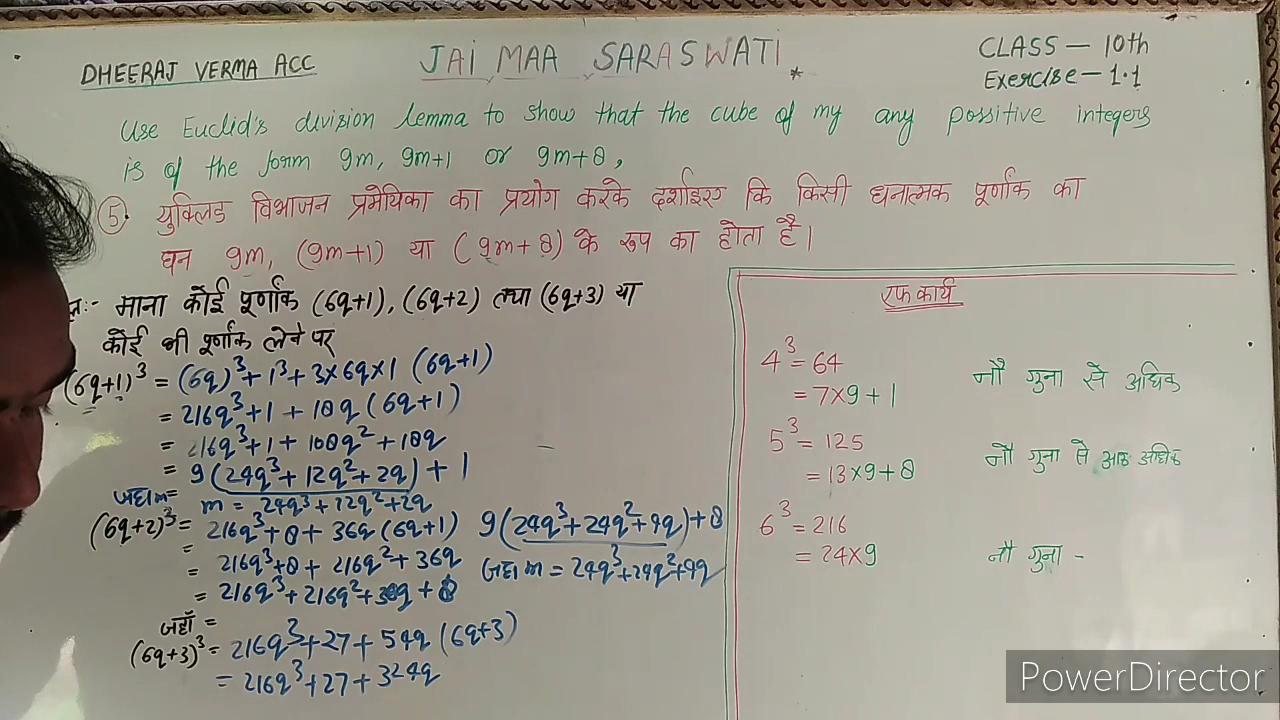 DHEERAJ VERMA ACC
JAI MAA SARASWATI
CLASS — 10th
Exercise — 1.1
Use Euclid's division lemma to show that the cube of my any possitive integers
is of the form 9m, 9m+1 or 9m+8,
⑤ युक्लिड विभाजन प्रमेयिका का प्रयोग करके दर्शाइए कि किसी धनात्मक पूर्णांक का
घन 9m, (9m+1) या (9m+8) के रूप का होता है।
माना कोई पूर्णांक (6q+1), (6q+2) तथा (6q+3) या
कोई भी पूर्णांक लेने पर
(6q+1)³ = (6q)³+1³+3×6q×1 (6q+1)
= 216q³+1+18q(6q+1)
= 216q³+1+108q²+18q
= 9(24q³+12q²+2q)+1
जहाँ m=
m = 24q³+12q²+2q
(6q+2)³ = 216q³+8+36q(6q+1)
=
= 216q³+8+216q²+36q
= 216q³+216q²+36q+8
9(24q³+24q²+4q)+8
जहाँ m = 24q³+24q²+4q
जहाँ =
(6q+3)³ = 216q³+27+54q(6q+3)
= 216q³+27+324q
रफ कार्य
4³ = 64
= 7×9+1
नौ गुना से अधिक
5³ = 125
= 13×9+8
नौ गुना से आठ अधिक
6³ = 216
= 24×9
नौ गुना -
PowerDirector